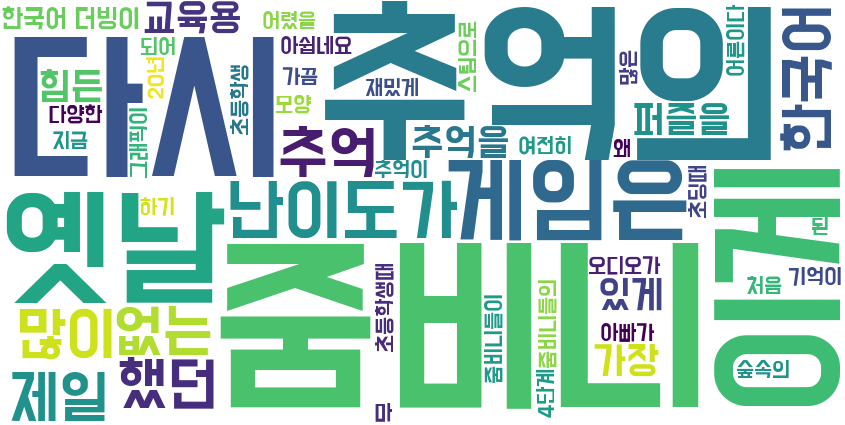 한국어 더빙이
교육용
어렸을
추억의
한국어
되어
20년
초등학생
아쉽네요
가끔
재밌게
스팀으로
많은
어른이다
힘든
다양한
지금
그래픽이
다시
모양
추억
추억을
추억이
여전히
왜
퍼즐을
옛날
하기
난이도가
게임은
초딩때
이게
된
줌비니
초등학생때
줌비니들이
줌비니들의
4단계
오디오가
있게
아빠가
가장
처음
기억이
숲속의
많이
없는
제일
했던
마